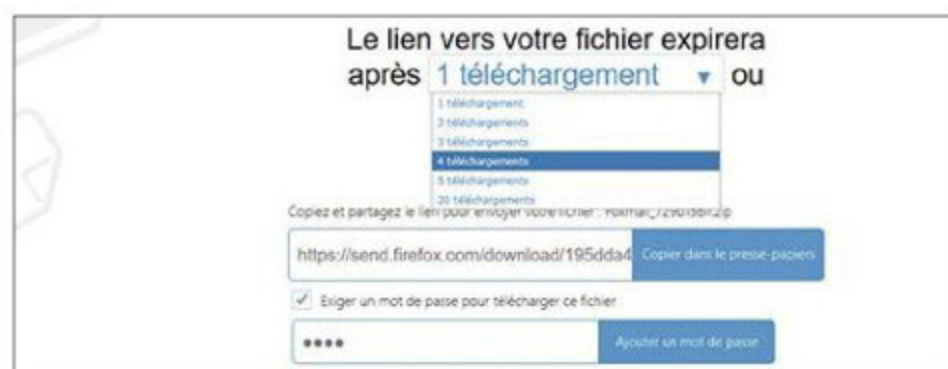 Le lien vers votre fichier expirera
après 1 téléchargement ▼ ou
1 téléchargement
2 téléchargements
3 téléchargements
4 téléchargements
5 téléchargements
20 téléchargements
Copiez et partagez le lien pour envoyer votre fichier :
https://send.firefox.com/download/195dda4 Copier dans le presse-papiers
Exiger un mot de passe pour télécharger ce fichier
•••• Ajouter un mot de passe